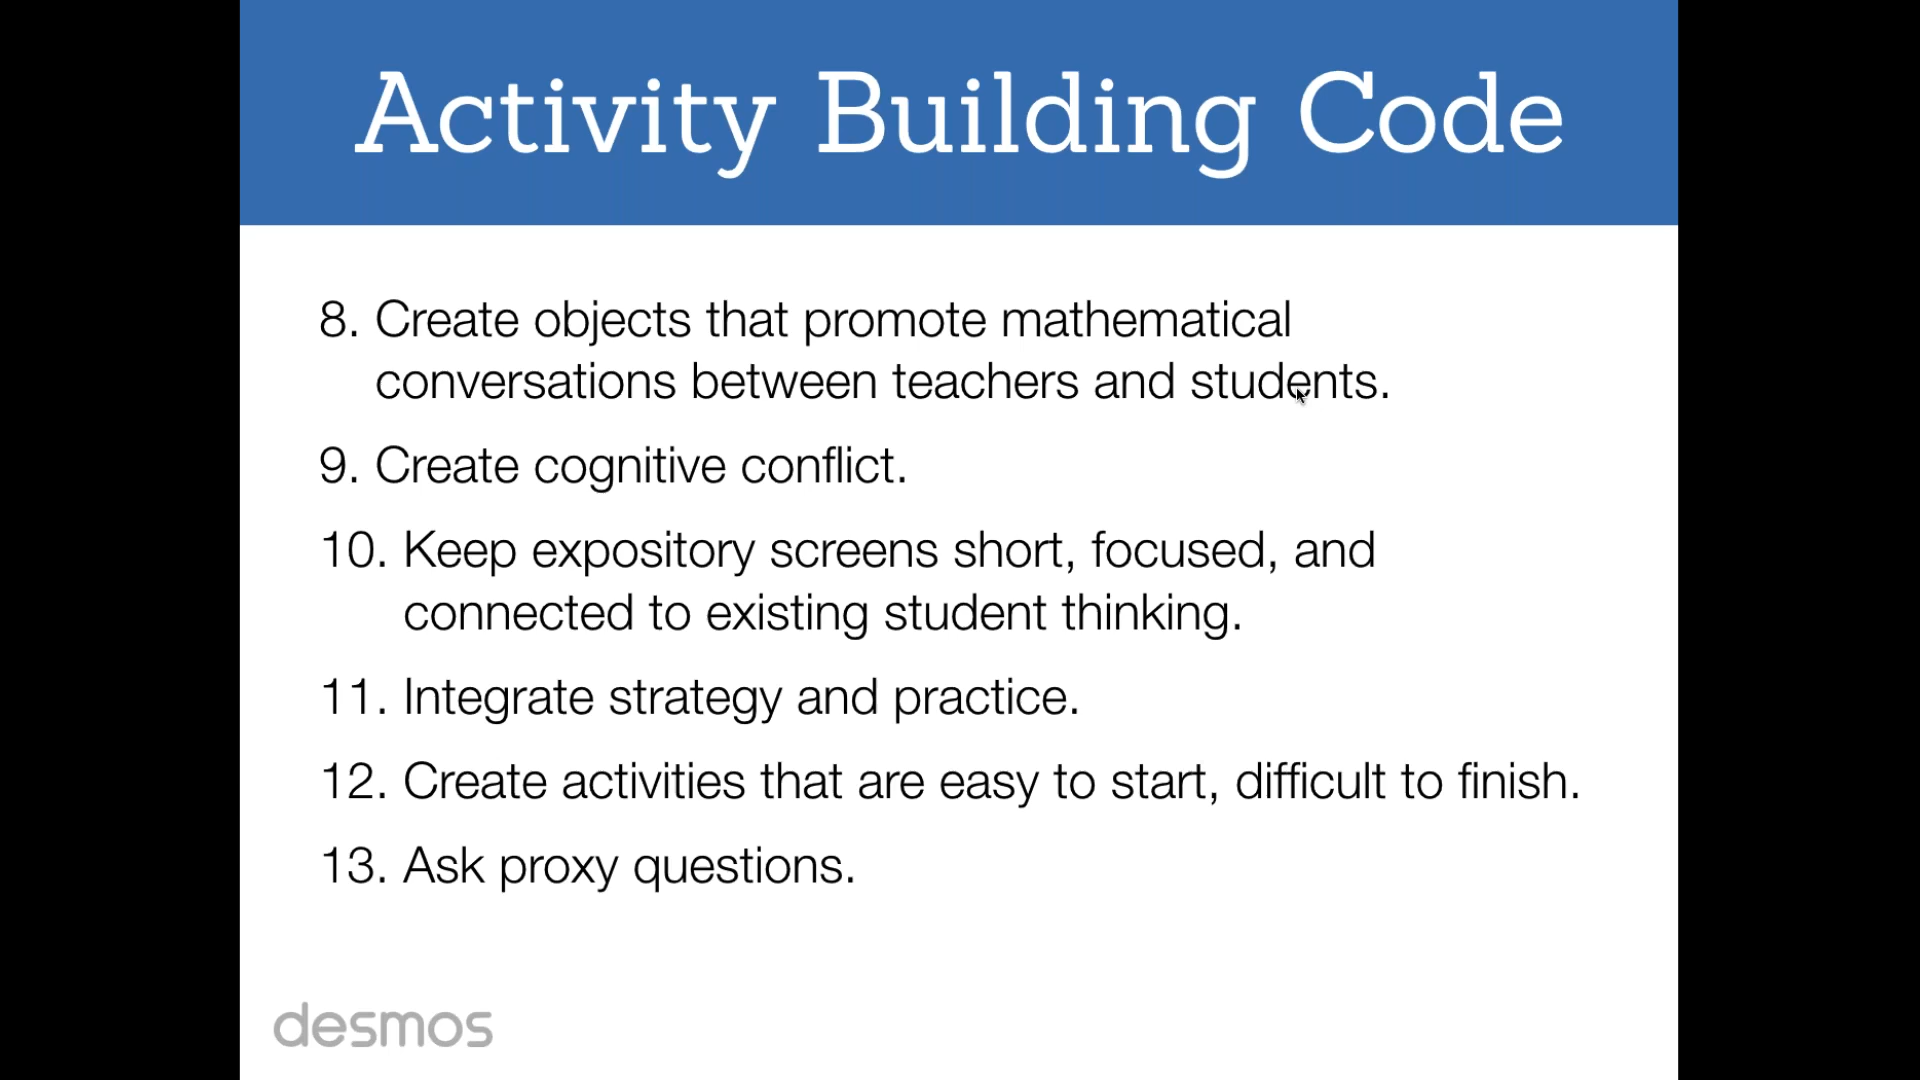 Activity Building Code
8. Create objects that promote mathematical
conversations between teachers and students.
9. Create cognitive conflict.
10. Keep expository screens short, focused, and
connected to existing student thinking.
11. Integrate strategy and practice.
12. Create activities that are easy to start, difficult to finish.
13. Ask proxy questions.
desmos